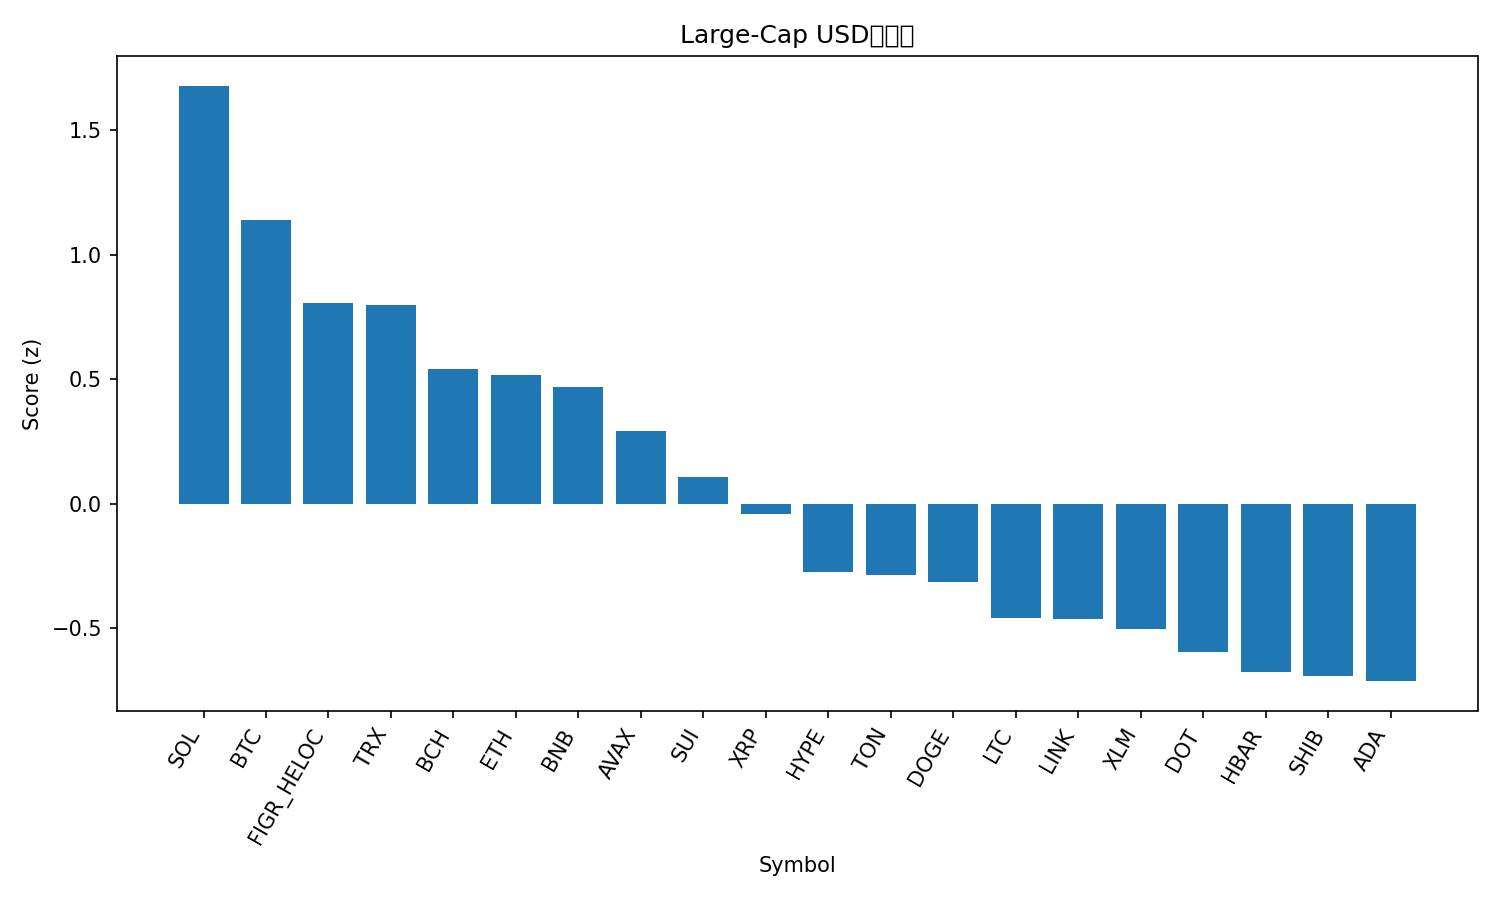 Large-Cap USD
Score (z)
1.5
1.0
0.5
0.0
−0.5
SOL
BTC
FIGR_HELOC
TRX
BCH
ETH
BNB
AVAX
SUI
XRP
HYPE
TON
DOGE
LTC
LINK
XLM
DOT
HBAR
SHIB
ADA
Symbol